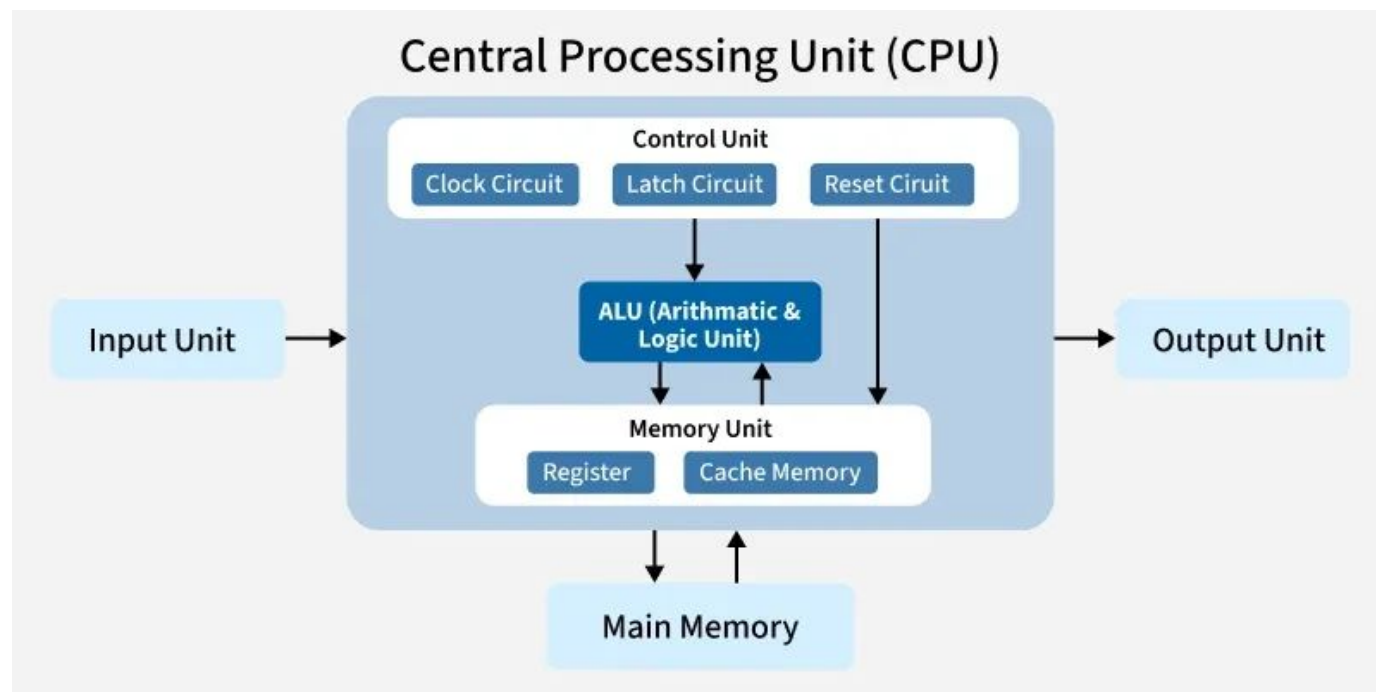 Central Processing Unit (CPU)
Control Unit
Clock Circuit
Latch Circuit
Reset Ciruit
ALU (Arithmatic &
Logic Unit)
Input Unit
Output Unit
Memory Unit
Register
Cache Memory
Main Memory